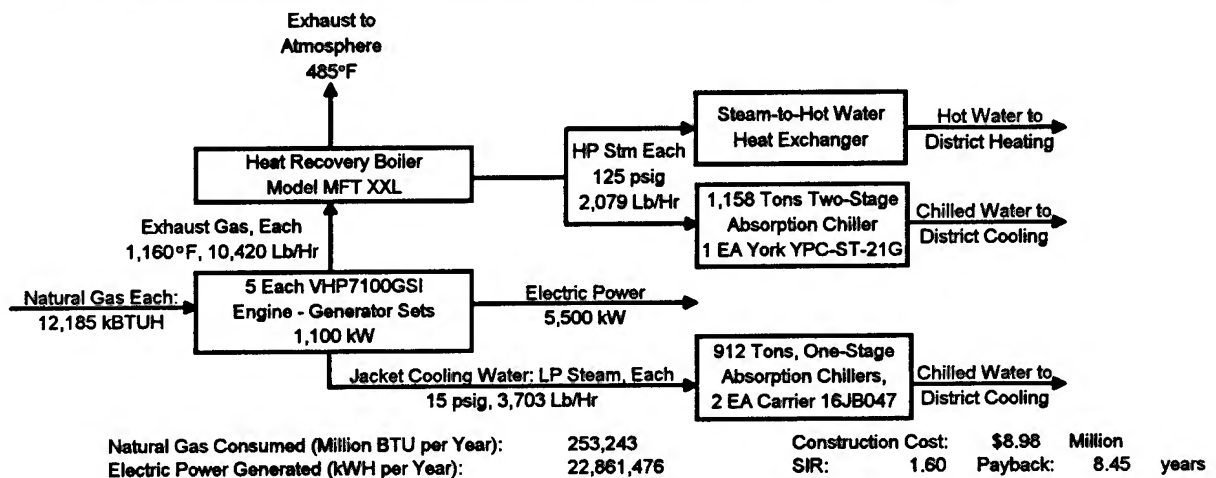 Exhaust to
Atmosphere
485°F
Heat Recovery Boiler
Model MFT XXL
HP Stm Each
125 psig
2,079 Lb/Hr
Steam-to-Hot Water
Heat Exchanger
Hot Water to
District Heating
1,158 Tons Two-Stage
Absorption Chiller
1 EA York YPC-ST-21G
Chilled Water to
District Cooling
Exhaust Gas, Each
1,160°F, 10,420 Lb/Hr
Natural Gas Each:
12,185 kBTUH
5 Each VHP7100GSI
Engine - Generator Sets
1,100 kW
Electric Power
5,500 kW
Jacket Cooling Water: LP Steam, Each
15 psig, 3,703 Lb/Hr
912 Tons, One-Stage
Absorption Chillers,
2 EA Carrier 16JB047
Chilled Water to
District Cooling
Natural Gas Consumed (Million BTU per Year): 253,243 Construction Cost: $8.98 Million
Electric Power Generated (kWH per Year): 22,861,476 SIR: 1.60 Payback: 8.45 years